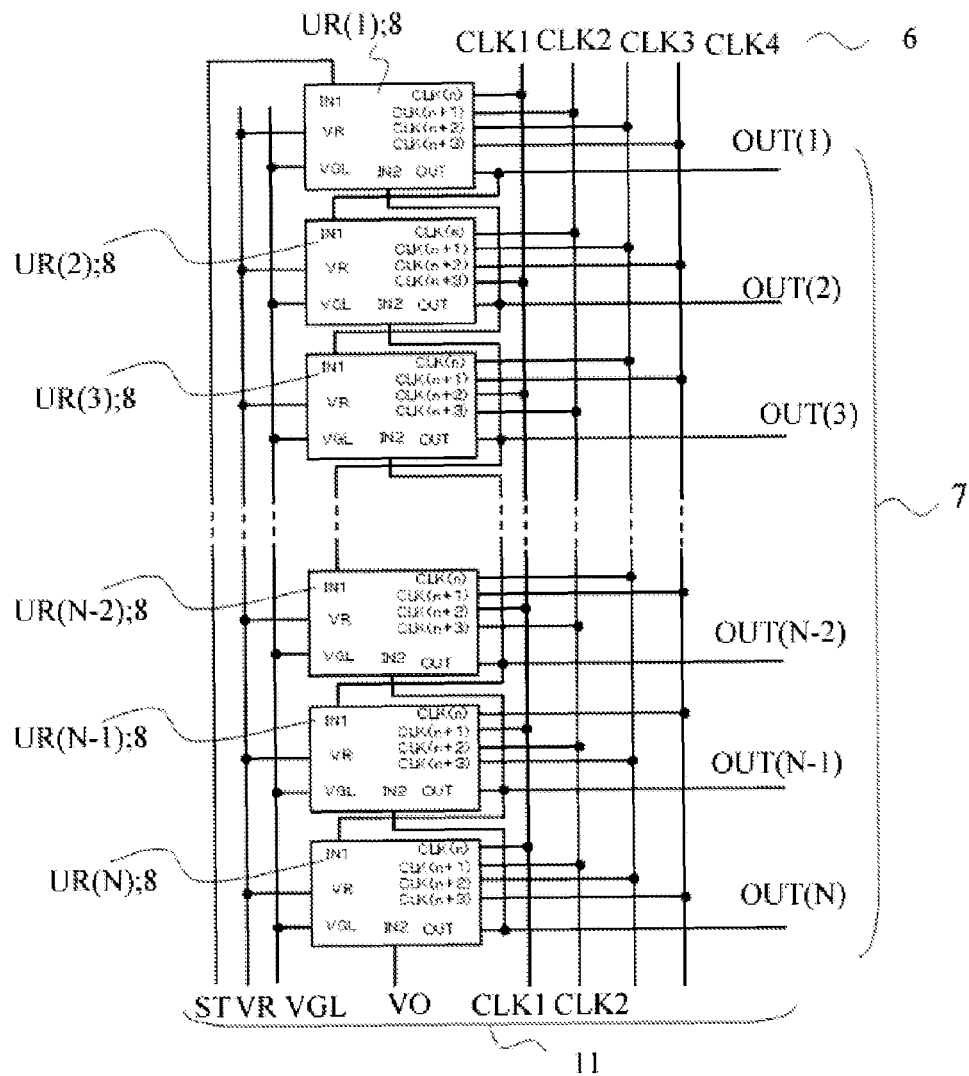 UR(1);8
CLK1 CLK2 CLK3 CLK4
6
IN1
CLK(n)
CLK(n+1)
VR
CLK(n+2)
CLK(n+3)
OUT(1)
VGL IN2 OUT
UR(2);8
IN1
CLK(n)
CLK(n+1)
VR
CLK(n+2)
CLK(n+3)
OUT(2)
VGL IN2 OUT
UR(3);8
IN1
CLK(n)
CLK(n+1)
VR
CLK(n+2)
CLK(n+3)
OUT(3)
VGL IN2 OUT
7
UR(N-2);8
IN1
CLK(n)
CLK(n+1)
VR
CLK(n+2)
CLK(n+3)
OUT(N-2)
VGL IN2 OUT
UR(N-1);8
IN1
CLK(n)
CLK(n+1)
VR
CLK(n+2)
CLK(n+3)
OUT(N-1)
VGL IN2 OUT
UR(N);8
IN1
CLK(n)
CLK(n+1)
VR
CLK(n+2)
CLK(n+3)
OUT(N)
VGL IN2 OUT
ST VR VGL VO CLK1 CLK2
11